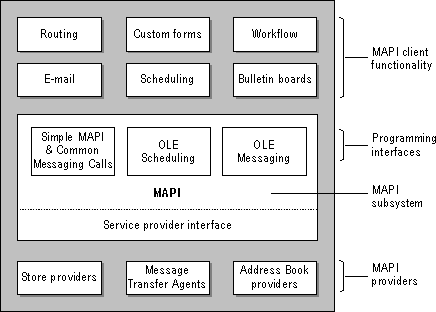 Routing
Custom forms
Workflow
MAPI client
functionality
E-mail
Scheduling
Bulletin boards
Simple MAPI
& Common
Messaging Calls
OLE
Scheduling
OLE
Messaging
Programming
interfaces
MAPI
MAPI
subsystem
Service provider interface
Store providers
Message
Transfer Agents
Address Book
providers
MAPI
providers